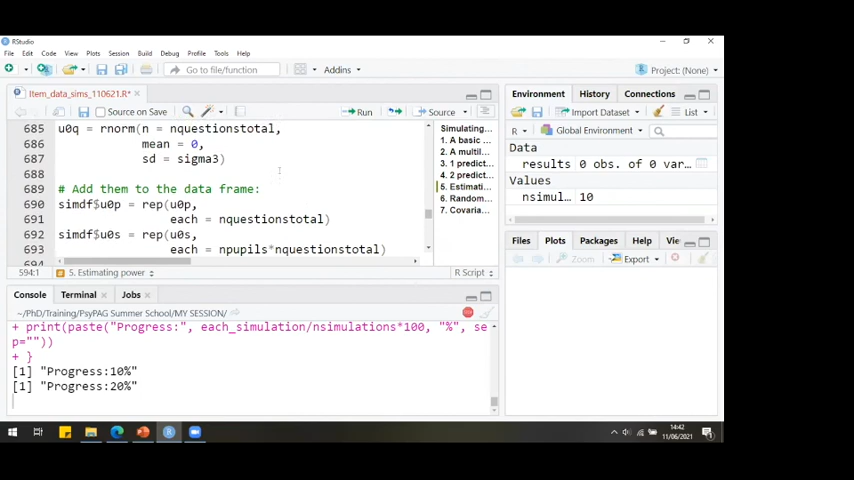 RStudio
File Edit Code View Plots Session Build Debug Profile Tools Help
Go to file/function
Addins
Project: (None)
Item_data_sims_110621.R*
Source on Save
Run
Source
685 u0q = rnorm(n = nquestionstotal,
686 mean = 0,
687 sd = sigma3)
688
689 # Add them to the data frame:
690 simdf$u0p = rep(u0p,
691 each = nquestionstotal)
692 simdf$u0s = rep(u0s,
693 each = npupils*nquestionstotal)
694
Simulating...
1. A basic ...
2. A multil...
3. 1 predict...
4. 2 predict...
5. Estimati...
6. Random...
7. Covaria...
594:1
5. Estimating power
R Script
Console Terminal Jobs
~/PhD/Training/PsyPAG Summer School/MY SESSION/
+ print(paste("Progress:", each_simulation/nsimulations*100, "%", se
p=""))
+ }
[1] "Progress:10%"
[1] "Progress:20%"
Environment History Connections
Import Dataset
List
R
Global Environment
Data
results 0 obs. of 0 var...
Values
nsimul... 10
Files Plots Packages Help Vie
Zoom
Export
14:42
11/06/2021